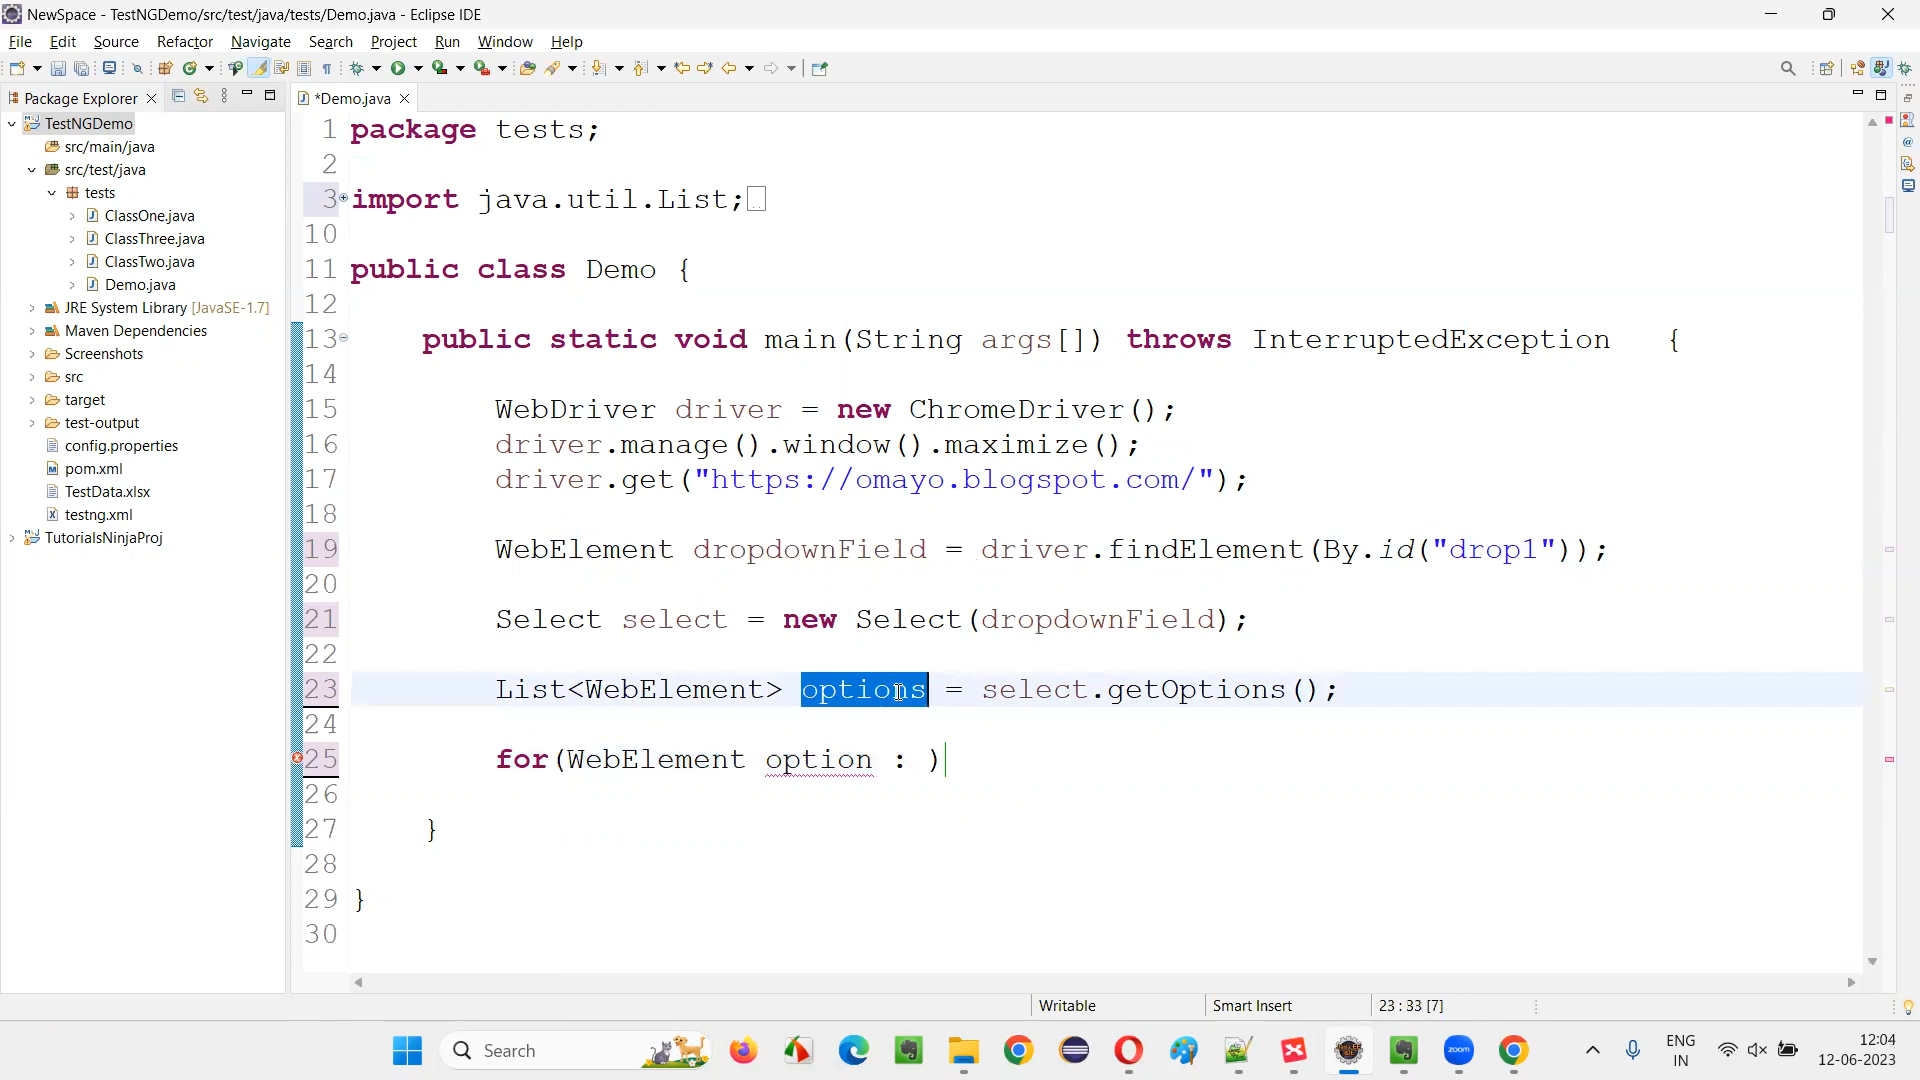 NewSpace - TestNGDemo/src/test/java/tests/Demo.java - Eclipse IDE
File Edit Source Refactor Navigate Search Project Run Window Help
Package Explorer
*Demo.java
TestNGDemo
src/main/java
src/test/java
tests
ClassOne.java
ClassThree.java
ClassTwo.java
Demo.java
JRE System Library [JavaSE-1.7]
Maven Dependencies
Screenshots
src
target
test-output
config.properties
pom.xml
TestData.xlsx
testng.xml
TutorialsNinjaProj
1 package tests;
2
3 import java.util.List;
10
11 public class Demo {
12
13 public static void main(String args[]) throws InterruptedException {
14
15 WebDriver driver = new ChromeDriver();
16 driver.manage().window().maximize();
17 driver.get("https://omayo.blogspot.com/");
18
19 WebElement dropdownField = driver.findElement(By.id("drop1"));
20
21 Select select = new Select(dropdownField);
22
23 List<WebElement> options = select.getOptions();
24
25 for(WebElement option : )
26
27 }
28
29 }
30
Writable Smart Insert 23 : 33 [7]
Search
zoom
ENG
IN
12:04
12-06-2023